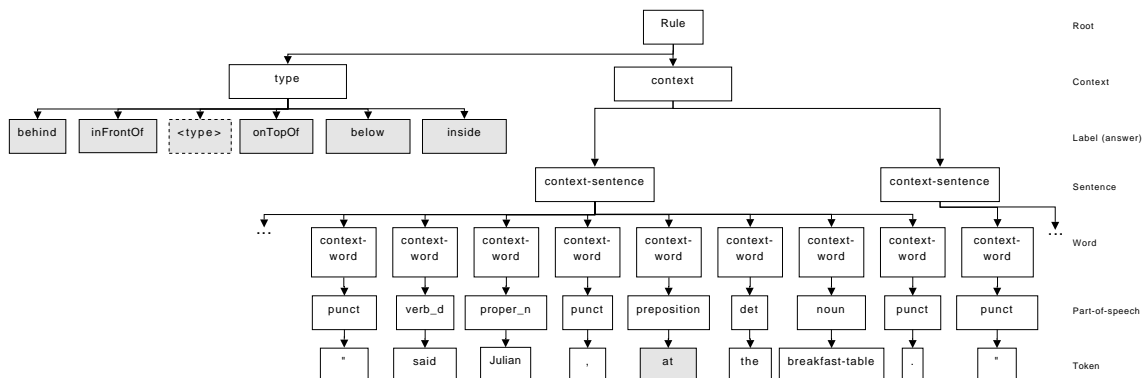 Rule Root
type context Context
behind inFrontOf <type> onTopOf below inside Label (answer)
context-sentence context-sentence Sentence
... context- context- context- context- context- context- context- context- context- ...
word word word word word word word word word Word
punct verb_d proper_n punct preposition det noun punct punct Part-of-speech
" said Julian , at the breakfast-table . " Token